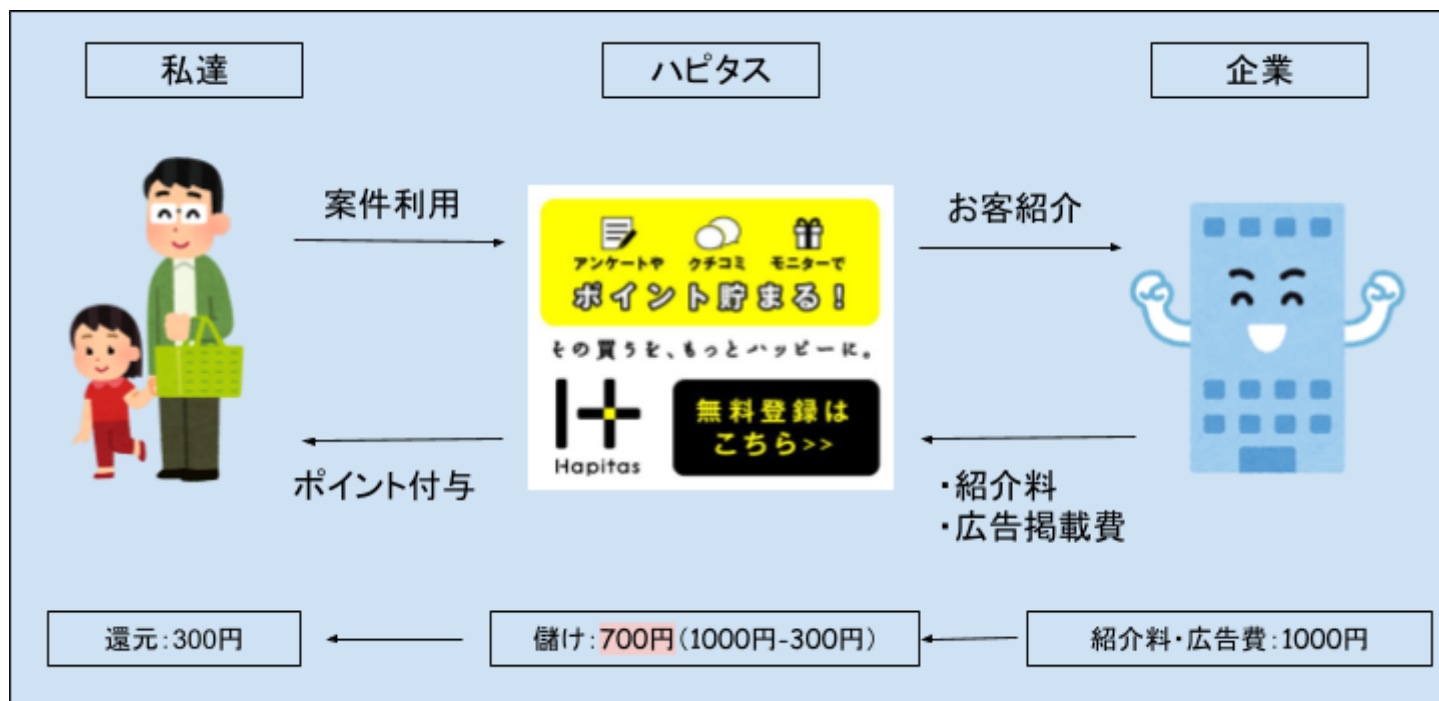 私達
ハピタス
企業
案件利用
お客紹介
アンケートや クチコミ モニターで
ポイント貯まる!
その買うを、もっとハッピーに。
無料登録は
こちら>>
Hapitas
ポイント付与
・紹介料
・広告掲載費
還元:300円
儲け:700円(1000円-300円)
紹介料・広告費:1000円